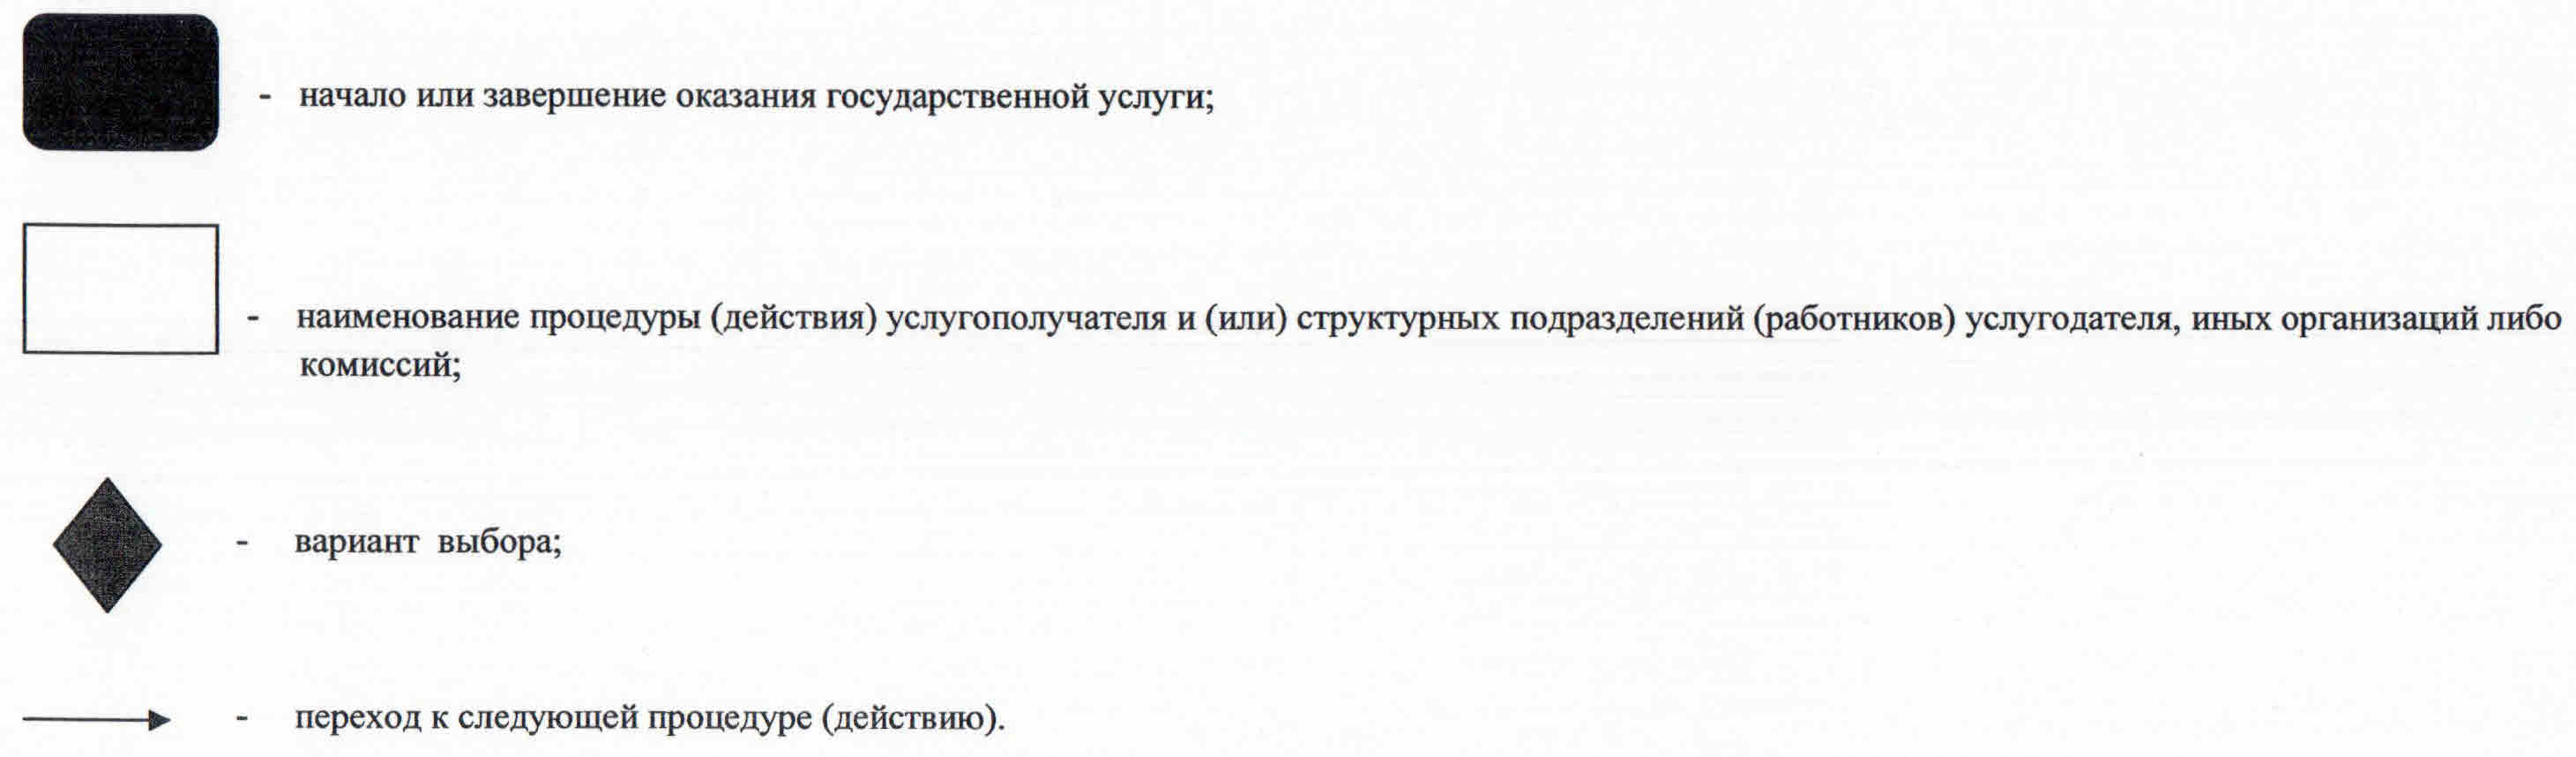 - начало или завершение оказания государственной услуги;
- наименование процедуры (действия) услугополучателя и (или) структурных подразделений (работников) услугодателя, иных организаций либо
комиссий;
- вариант выбора;
- переход к следующей процедуре (действию).